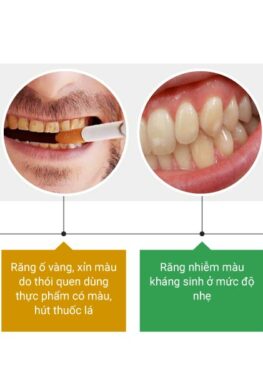 Răng ố vàng, xỉn màu
do thói quen dùng
thực phẩm có màu,
hút thuốc lá
Răng nhiễm màu
kháng sinh ở mức độ
nhẹ